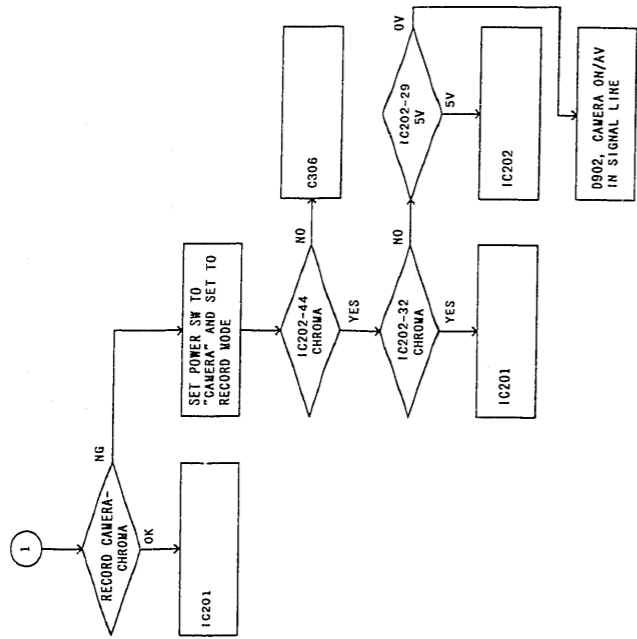 1
RECORD CAMERA-
CHROMA
NG
OK
IC201
SET POWER SW TO
"CAMERA" AND SET TO
RECORD MODE
IC202-44
CHROMA
NO
YES
C306
IC202-32
CHROMA
NO
YES
IC201
IC202-29
5V
0V
5V
IC202
D902, CAMERA ON/AV
IN SIGNAL LINE